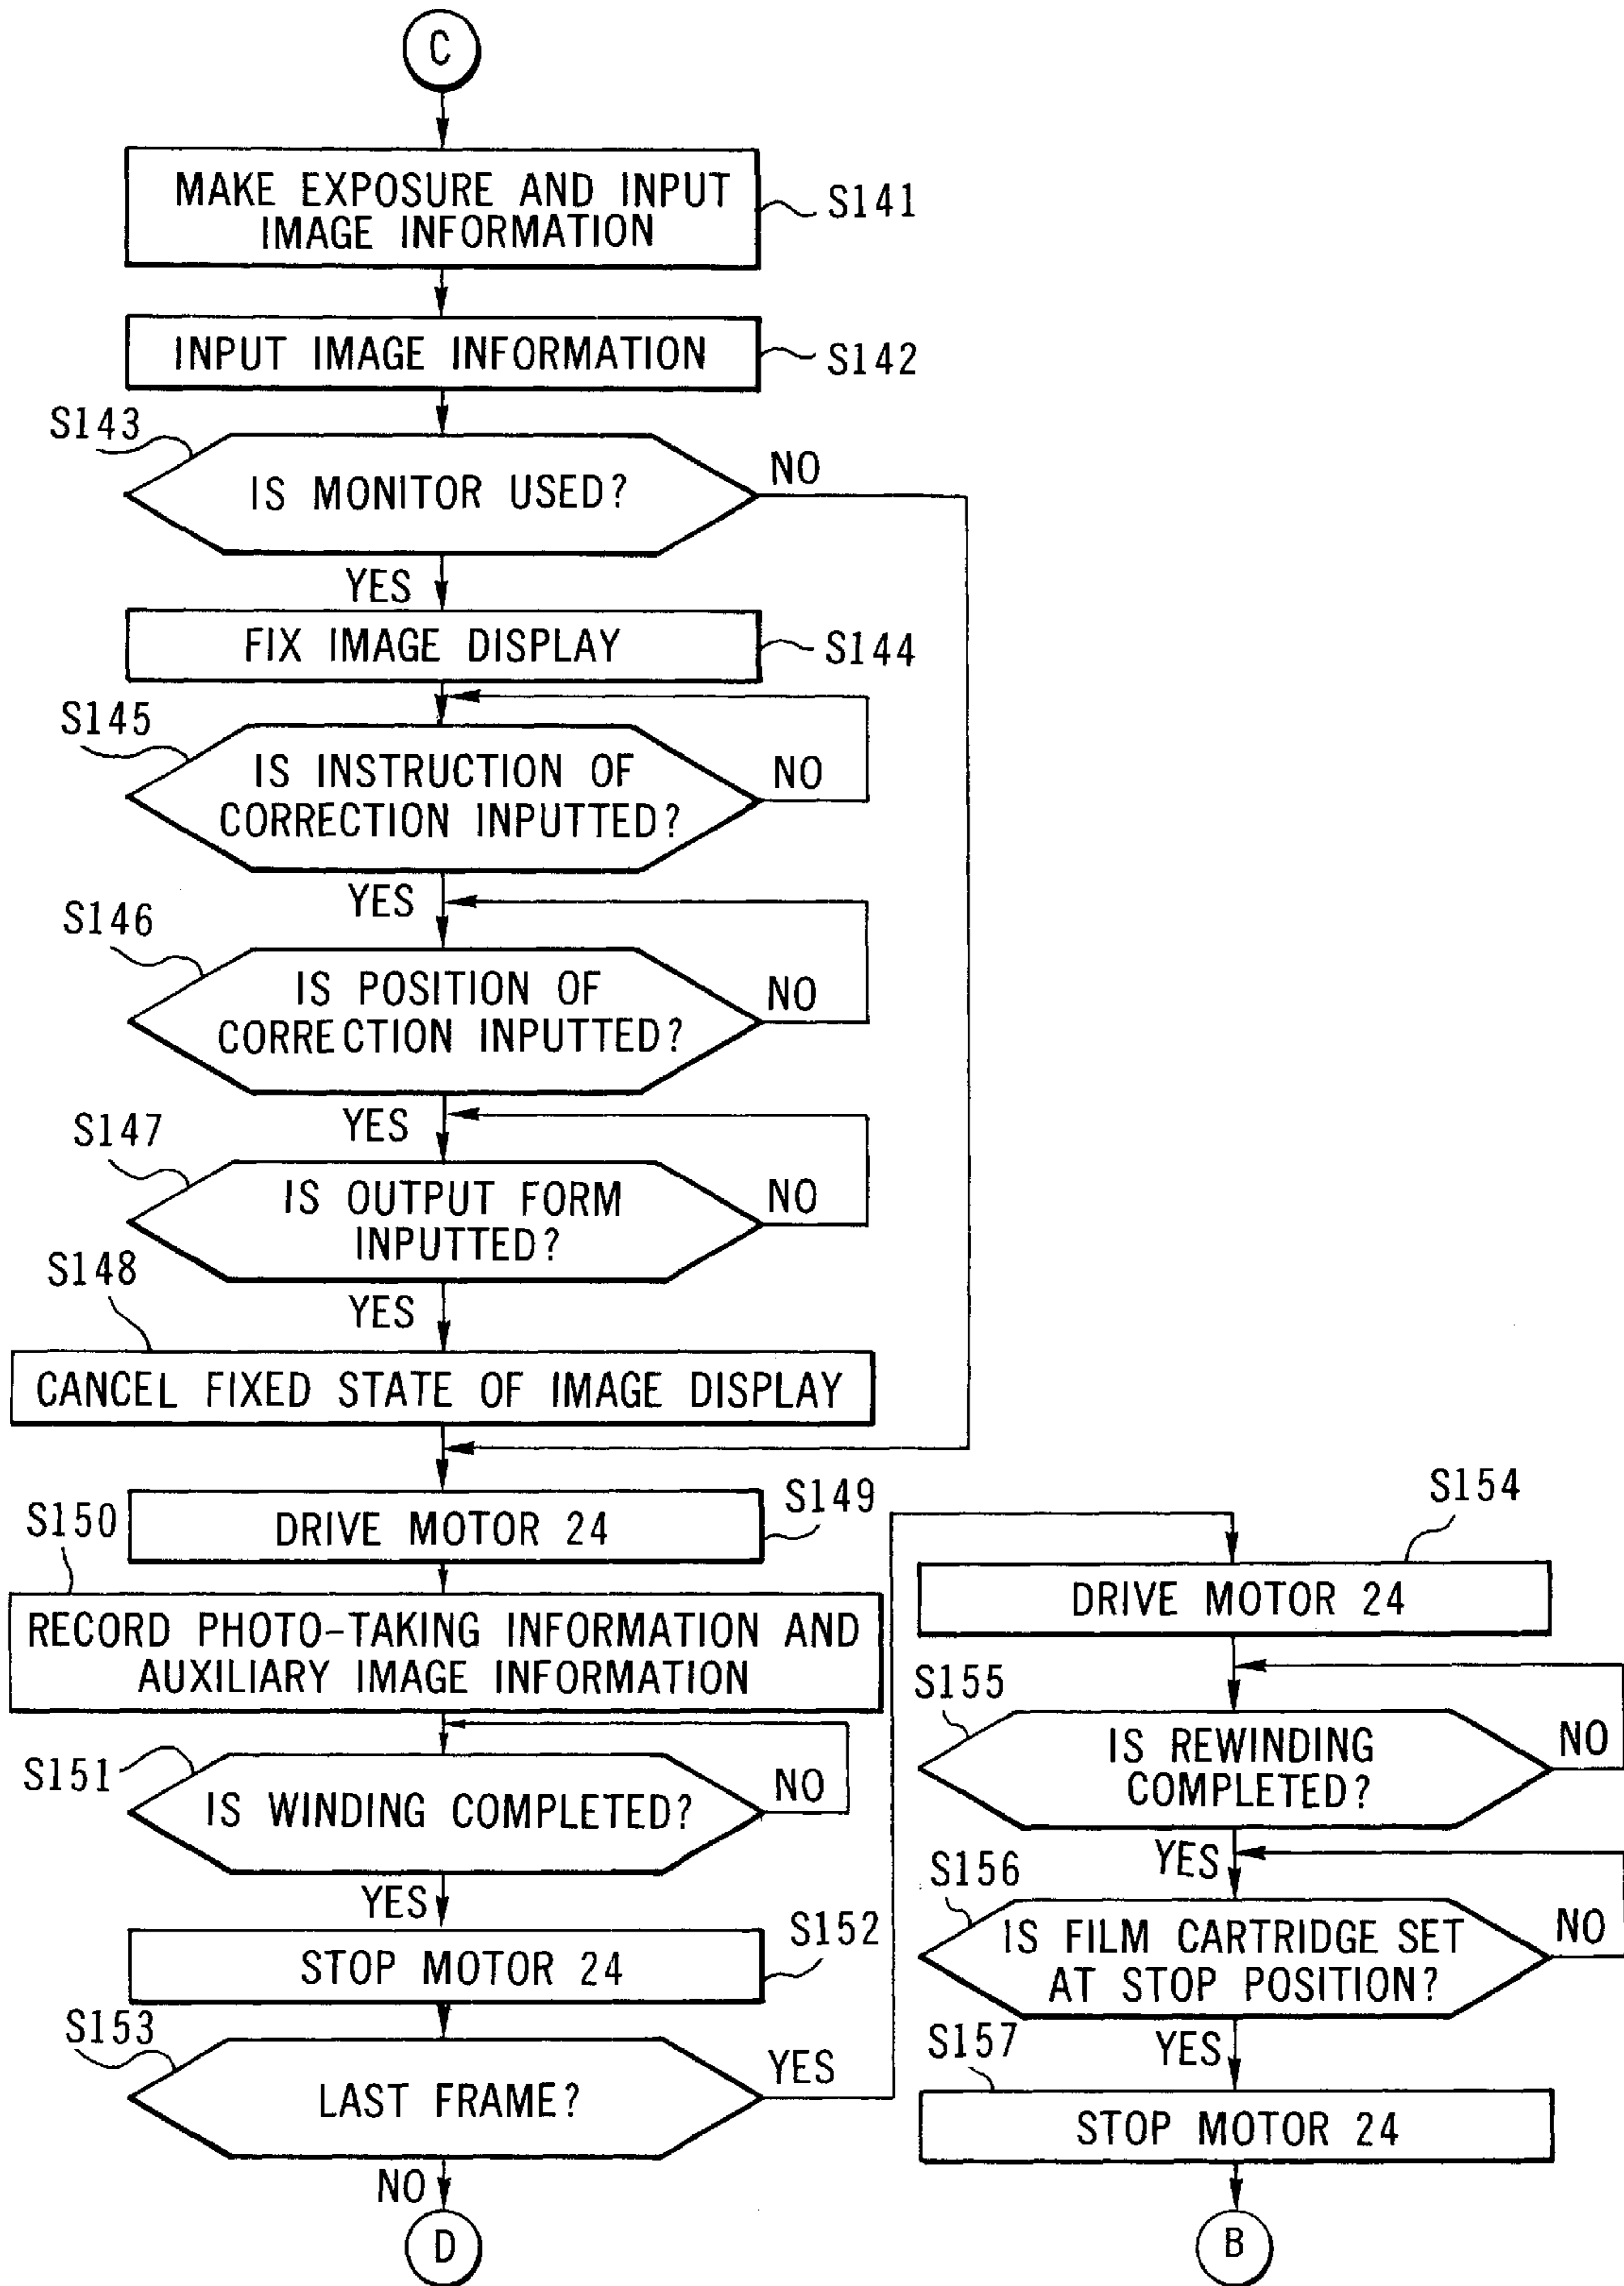 C
MAKE EXPOSURE AND INPUT
IMAGE INFORMATION
S141
INPUT IMAGE INFORMATION
S142
S143
IS MONITOR USED?
NO
YES
FIX IMAGE DISPLAY
S144
S145
IS INSTRUCTION OF
CORRECTION INPUTTED?
NO
YES
S146
IS POSITION OF
CORRECTION INPUTTED?
NO
YES
S147
IS OUTPUT FORM
INPUTTED?
NO
YES
S148
CANCEL FIXED STATE OF IMAGE DISPLAY
S149
DRIVE MOTOR 24
S150
RECORD PHOTO-TAKING INFORMATION AND
AUXILIARY IMAGE INFORMATION
S151
IS WINDING COMPLETED?
NO
YES
STOP MOTOR 24
S152
S153
LAST FRAME?
YES
NO
D
S154
DRIVE MOTOR 24
S155
IS REWINDING
COMPLETED?
NO
YES
S156
IS FILM CARTRIDGE SET
AT STOP POSITION?
NO
YES
S157
STOP MOTOR 24
B